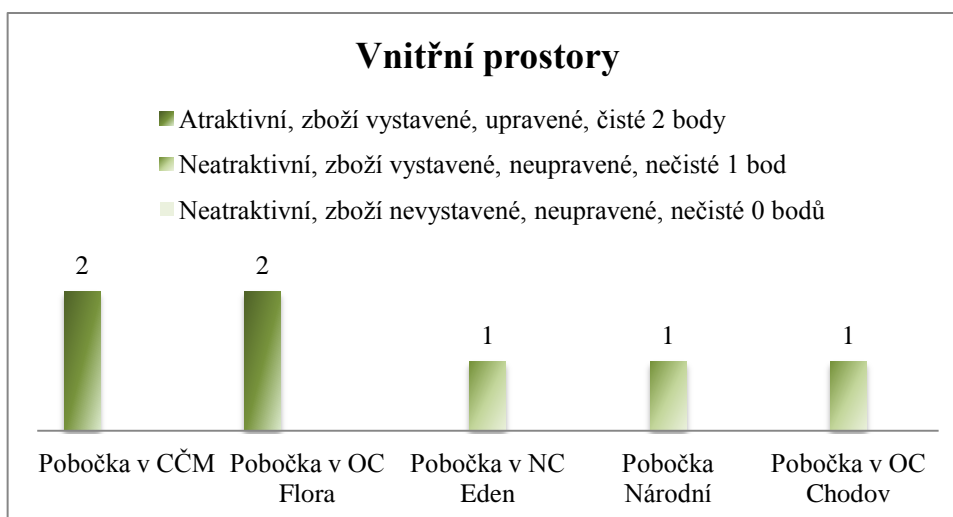 Vnitřní prostory
Atraktivní, zboží vystavené, upravené, čisté 2 body
Neatraktivní, zboží vystavené, neupravené, nečisté 1 bod
Neatraktivní, zboží nevystavené, neupravené, nečisté 0 bodů
2
2
1
1
1
Pobočka v CČM
Pobočka v OC
Flora
Pobočka v NC
Eden
Pobočka
Národní
Pobočka v OC
Chodov